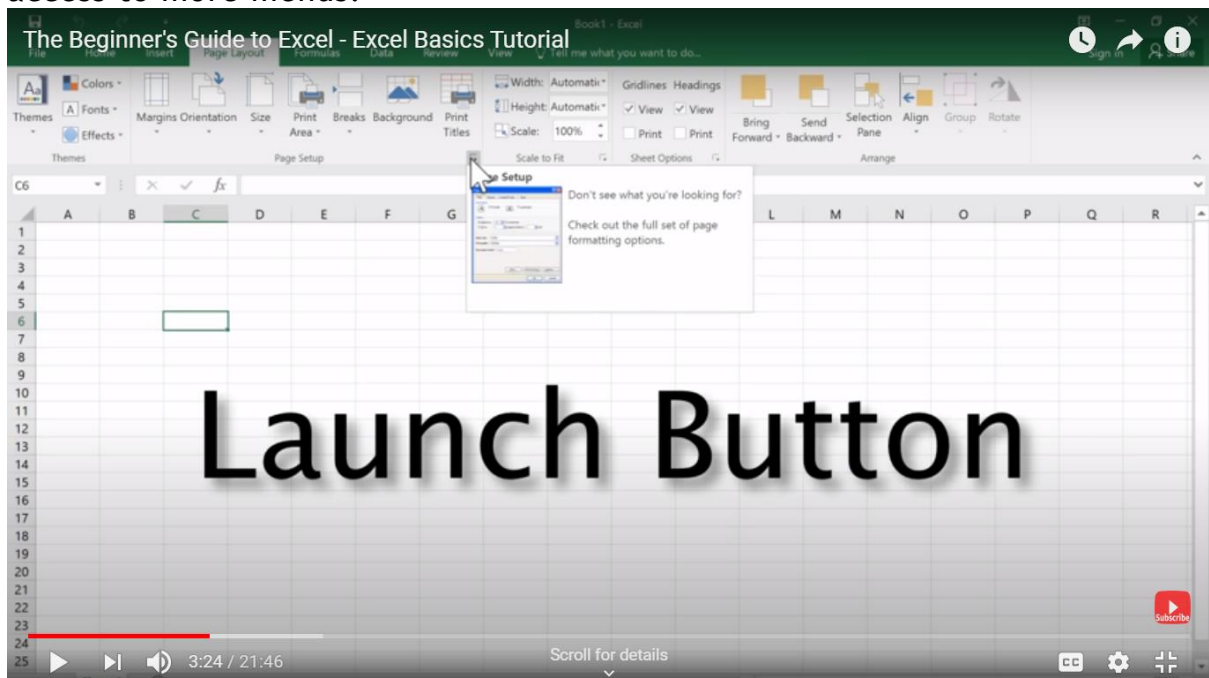 access to more menus.
Book1 - Excel
The Beginner's Guide to Excel - Excel Basics Tutorial
File Home Insert Page Layout Formulas Data Review View Tell me what you want to do... Sign in Share
Colors
Fonts
Effects
Themes
Margins Orientation Size Print Area Breaks Background Print Titles
Width: Automatic
Height: Automatic
Scale: 100%
Gridlines Headings
View View
Print Print
Bring Forward Send Backward Selection Pane Align Group Rotate
Themes Page Setup Scale to Fit Sheet Options Arrange
C6 fx
Setup
Don't see what you're looking for?
Check out the full set of page
formatting options.
A B C D E F G L M N O P Q R
1
2
3
4
5
6
7
8
9
10
11
12
13
14
15
16
17
18
19
20
21
22
23
24
25
Launch Button
Subscribe
3:24 / 21:46
Scroll for details
CC